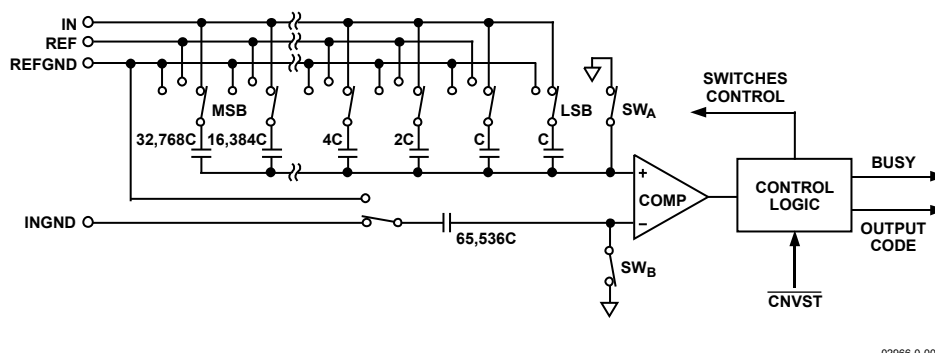 IN
REF
REFGND
MSB
LSB
SWA
SWITCHES
CONTROL
32,768C
16,384C
4C
2C
C
C
BUSY
COMP
+
−
CONTROL
LOGIC
INGND
65,536C
OUTPUT
CODE
SWB
CNVST